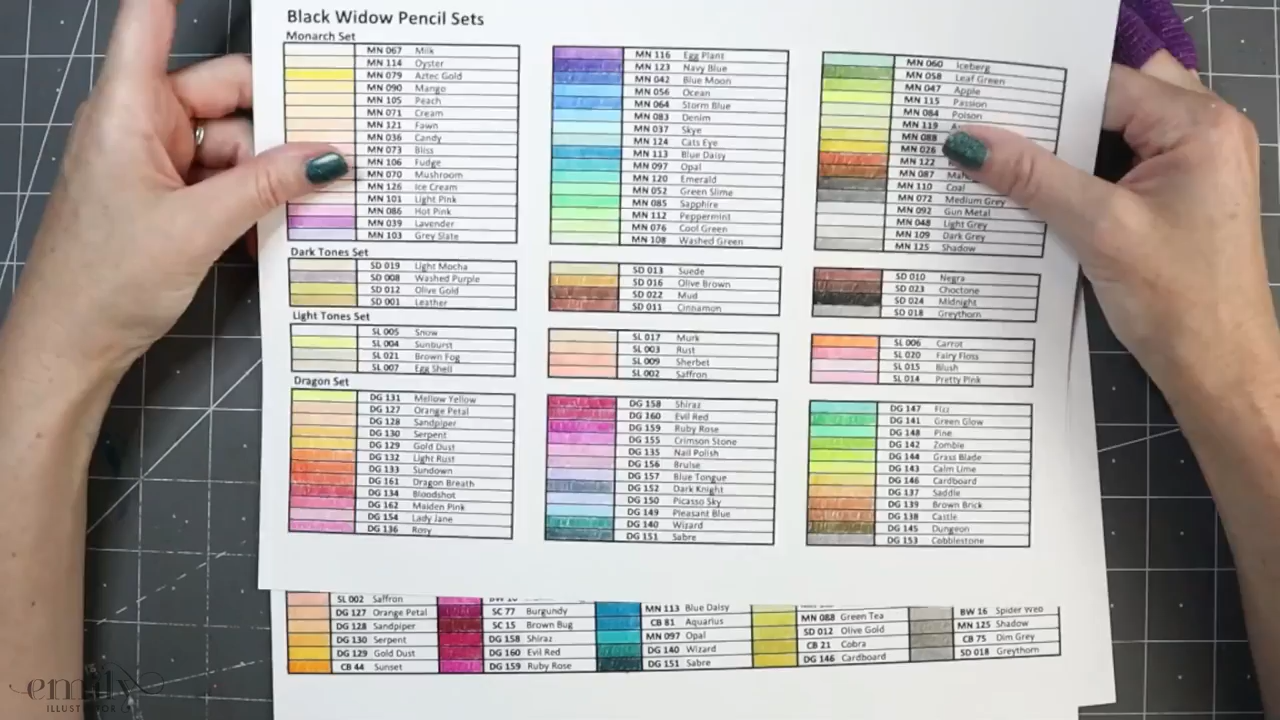 Black Widow Pencil Sets
Monarch Set
MN 067 Milk
MN 114 Oyster
MN 079 Aztec Gold
MN 090 Mango
MN 105 Peach
MN 071 Cream
MN 121 Fawn
MN 036 Candy
MN 073 Bliss
MN 106 Fudge
MN 070 Mushroom
MN 126 Ice Cream
MN 101 Light Pink
MN 086 Hot Pink
MN 039 Lavender
MN 103 Grey Slate
MN 116 Egg Plant
MN 123 Navy Blue
MN 042 Blue Moon
MN 056 Ocean
MN 064 Storm Blue
MN 083 Denim
MN 037 Skye
MN 124 Cats Eye
MN 113 Blue Daisy
MN 097 Opal
MN 120 Emerald
MN 052 Green Slime
MN 085 Sapphire
MN 112 Peppermint
MN 076 Cool Green
MN 108 Washed Green
MN 060 Iceberg
MN 058 Leaf Green
MN 047 Apple
MN 115 Passion
MN 084 Poison
MN 119
MN 088
MN 026
MN 122
MN 087
MN 110 Coal
MN 072 Medium Grey
MN 092 Gun Metal
MN 048 Light Grey
MN 109 Dark Grey
MN 125 Shadow
Dark Tones Set
SD 019 Light Mocha
SD 008 Washed Purple
SD 012 Olive Gold
SD 001 Leather
SD 013 Suede
SD 016 Olive Brown
SD 022 Mud
SD 011 Cinnamon
SD 010 Negra
SD 023 Choctone
SD 024 Midnight
SD 018 Greythorn
Light Tones Set
SL 005 Snow
SL 004 Sunburst
SL 021 Brown Fog
SL 007 Egg Shell
SL 017 Murk
SL 003 Rust
SL 009 Sherbet
SL 002 Saffron
SL 006 Carrot
SL 020 Fairy Floss
SL 015 Blush
SL 014 Pretty Pink
Dragon Set
DG 131 Mellow Yellow
DG 127 Orange Petal
DG 128 Sandpiper
DG 130 Serpent
DG 129 Gold Dust
DG 132 Light Rust
DG 133 Sundown
DG 161 Dragon Breath
DG 134 Bloodshot
DG 162 Maiden Pink
DG 154 Lady Jane
DG 136 Rosy
DG 158 Shiraz
DG 160 Evil Red
DG 159 Ruby Rose
DG 155 Crimson Stone
DG 135 Nail Polish
DG 156 Bruise
DG 157 Blue Tongue
DG 152 Dark Knight
DG 150 Picasso Sky
DG 149 Pleasant Blue
DG 140 Wizard
DG 151 Sabre
DG 147 Fizz
DG 141 Green Glow
DG 148 Pine
DG 142 Zombie
DG 144 Grass Blade
DG 143 Calm Lime
DG 146 Cardboard
DG 137 Saddle
DG 139 Brown Brick
DG 138 Castle
DG 145 Dungeon
DG 153 Cobblestone
SL 002 Saffron
DG 127 Orange Petal
DG 128 Sandpiper
DG 130 Serpent
DG 129 Gold Dust
CB 44 Sunset
SC 77 Burgundy
SC 15 Brown Bug
DG 158 Shiraz
DG 160 Evil Red
DG 159 Ruby Rose
MN 113 Blue Daisy
CB 81 Aquarius
MN 097 Opal
DG 140 Wizard
DG 151 Sabre
MN 088 Green Tea
SD 012 Olive Gold
CB 21 Cobra
DG 146 Cardboard
BW 16 Spider Web
MN 125 Shadow
CB 75 Dim Grey
SD 018 Greythorn
emily
ILLUSTRATOR